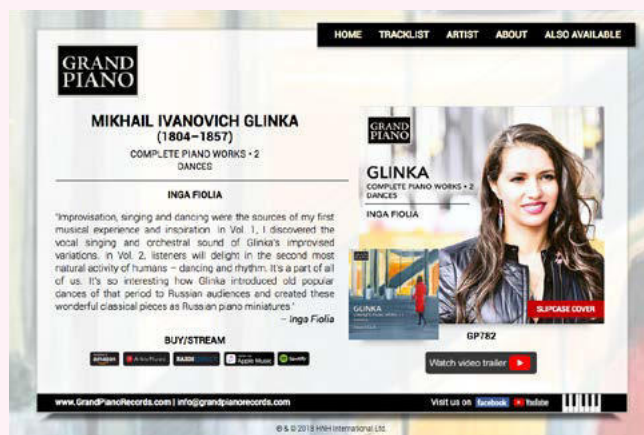 HOME TRACKLIST ARTIST ABOUT ALSO AVAILABLE
GRAND
PIANO
MIKHAIL IVANOVICH GLINKA
(1804–1857)
COMPLETE PIANO WORKS • 2
DANCES
INGA FIOLIA
"Improvisation, singing and dancing were the sources of my first
musical experience and inspiration. In Vol. 1, I discovered the
vocal singing and orchestral sound of Glinka's improvised
variations. In Vol. 2, listeners will delight in the second most
natural activity of humans – dancing and rhythm. It's a part of all
of us. It's so interesting how Glinka introduced old popular
dances of that period to Russian audiences and created these
wonderful classical pieces as Russian piano miniatures."
– Inga Fiolia
BUY/STREAM
amazon
Apple Music
Spotify
GRAND
PIANO
GLINKA
COMPLETE PIANO WORKS • 2
DANCES
INGA FIOLIA
GLINKA
SLIPCASE COVER
GP782
Watch video trailer
www.GrandPianoRecords.com | info@grandpianorecords.com
Visit us on facebook YouTube
℗ & © 2018 HNH International Ltd.